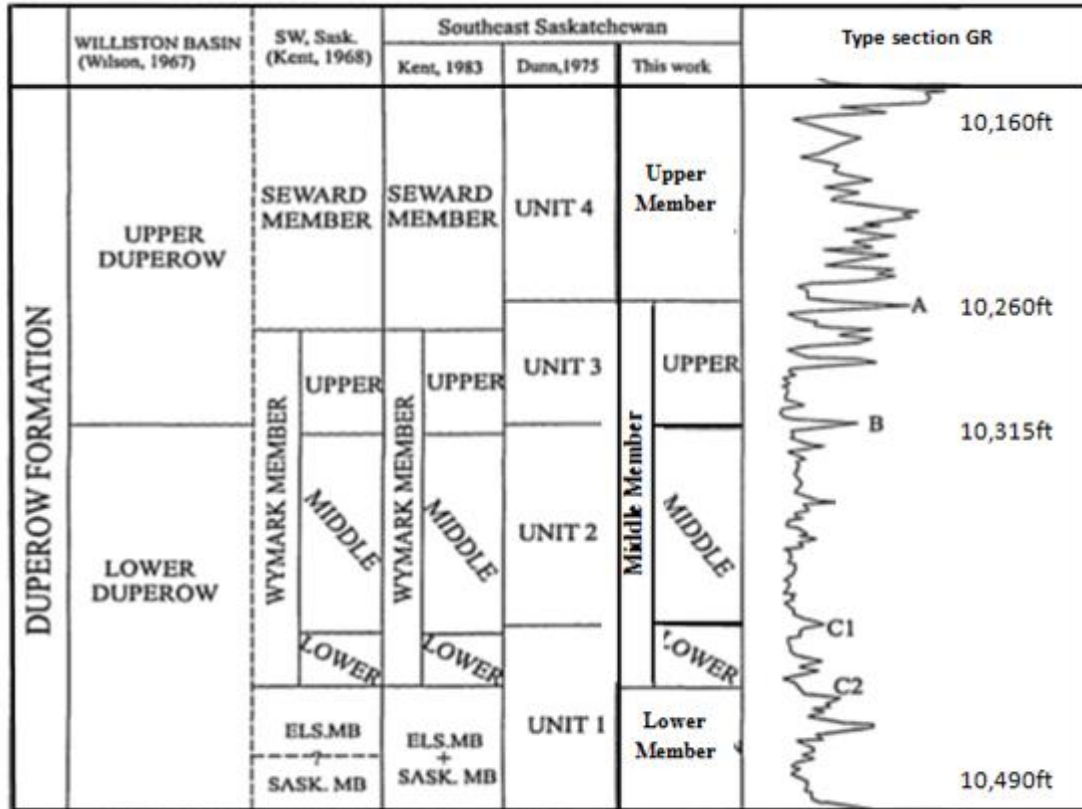 Southeast Saskatchewan
WILLISTON BASIN
(Wilson, 1967)
SW, Sask.
(Kent, 1968)
Kent, 1983
Dunn,1975
This work
Type section GR
DUPEROW FORMATION
UPPER
DUPEROW
LOWER
DUPEROW
SEWARD
MEMBER
WYMARK MEMBER
UPPER
MIDDLE
LOWER
ELS.MB
?
SASK. MB
SEWARD
MEMBER
WYMARK MEMBER
UPPER
MIDDLE
LOWER
ELS.MB
+
SASK. MB
UNIT 4
UNIT 3
UNIT 2
UNIT 1
Upper
Member
Middle Member
UPPER
MIDDLE
LOWER
Lower
Member
10,160ft
A
10,260ft
B
10,315ft
C1
C2
10,490ft